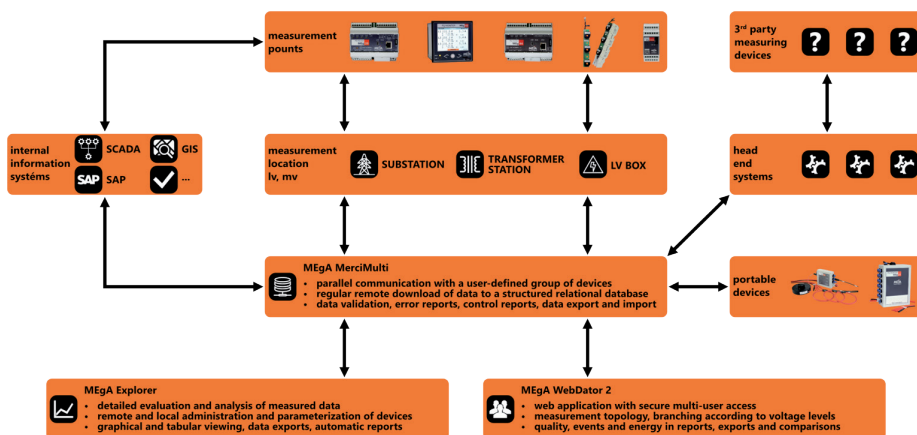 measurement
pounts
3rd party
measuring
devices
internal
information
systéms
SCADA
GIS
SAP
SAP
...
measurement
location
lv, mv
SUBSTATION
TRANSFORMER
STATION
LV BOX
head
end
systems
MEgA MerciMulti
• parallel communication with a user-defined group of devices
• regular remote download of data to a structured relational database
• data validation, error reports, control reports, data export and import
portable
devices
MEgA Explorer
• detailed evaluation and analysis of measured data
• remote and local administration and parameterization of devices
• graphical and tabular viewing, data exports, automatic reports
MEgA WebDator 2
• web application with secure multi-user access
• measurement topology, branching according to voltage levels
• quality, events and energy in reports, exports and comparisons